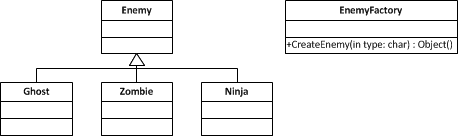 Enemy
EnemyFactory
+CreateEnemy(in type: char) : Object()
Ghost
Zombie
Ninja